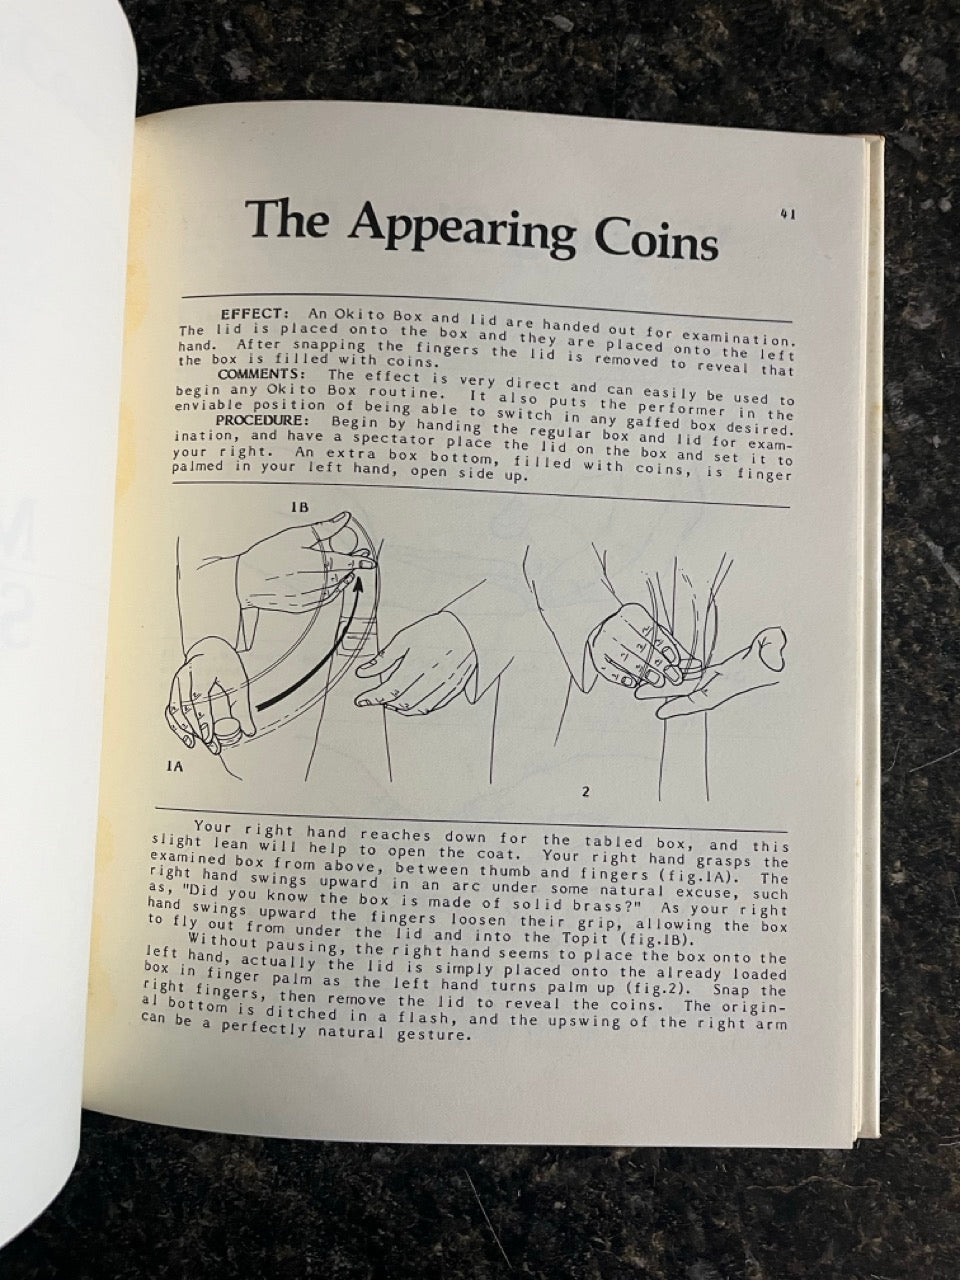 41
The Appearing Coins
EFFECT: An Okito Box and lid are handed out for examination.
The lid is placed onto the box and they are placed onto the left
hand. After snapping the fingers the lid is removed to reveal that
the box is filled with coins.
COMMENTS: The effect is very direct and can easily be used to
begin any Okito Box routine. It also puts the performer in the
enviable position of being able to switch in any gaffed box desired.
PROCEDURE: Begin by handing the regular box and lid for exam-
ination, and have a spectator place the lid on the box and set it to
your right. An extra box bottom, filled with coins, is finger
palmed in your left hand, open side up.
1B
1A
2
Your right hand reaches down for the tabled box, and this
slight lean will help to open the coat. Your right hand grasps the
examined box from above, between thumb and fingers (fig.1A). The
right hand swings upward in an arc under some natural excuse, such
as, "Did you know the box is made of solid brass?" As your right
hand swings upward the fingers loosen their grip, allowing the box
to fly out from under the lid and into the Topit (fig.1B).
Without pausing, the right hand seems to place the box onto the
left hand, actually the lid is simply placed onto the already loaded
box in finger palm as the left hand turns palm up (fig.2). Snap the
right fingers, then remove the lid to reveal the coins. The origin-
al bottom is ditched in a flash, and the upswing of the right arm
can be a perfectly natural gesture.